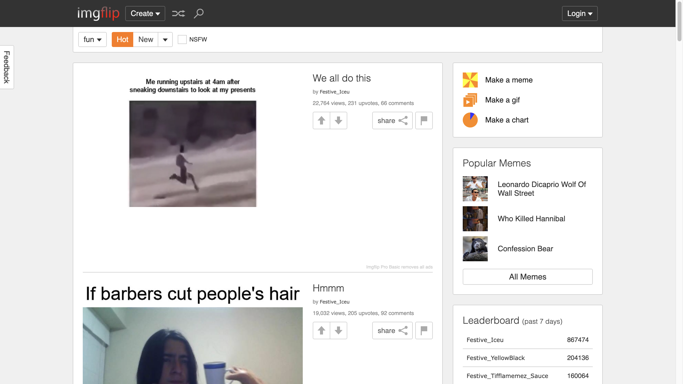 imgflip
Create
Login
fun
Hot
New
NSFW
Feedback
Me running upstairs at 4am after
sneaking downstairs to look at my presents
We all do this
by Festive_Iceu
22,784 views, 231 upvotes, 66 comments
share
imgflip Pro Basic removes all ads
If barbers cut people's hair
Hmmm
by Festive_Iceu
19,032 views, 205 upvotes, 92 comments
share
Make a meme
Make a gif
Make a chart
Popular Memes
Leonardo Dicaprio Wolf Of
Wall Street
Who Killed Hannibal
Confession Bear
All Memes
Leaderboard (past 7 days)
Festive_Iceu 867474
Festive_YellowBlack 204136
Festive_Tifflamemez_Sauce 160064